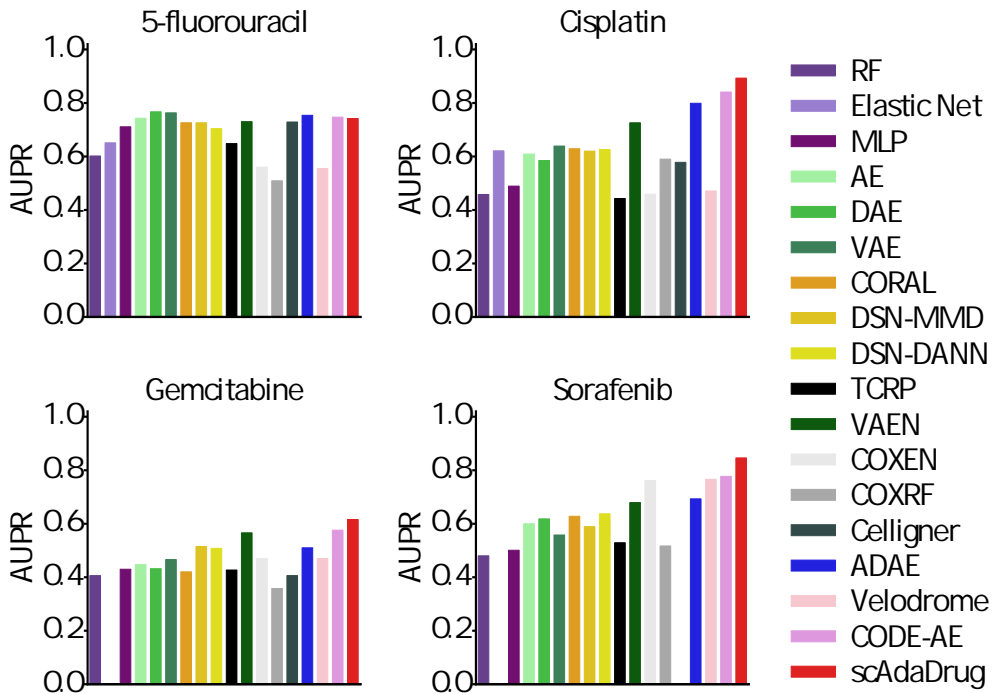 5-fluorouracil
AUPR
1.0
0.8
0.6
0.4
0.2
0.0
Cisplatin
AUPR
1.0
0.8
0.6
0.4
0.2
0.0
Gemcitabine
AUPR
1.0
0.8
0.6
0.4
0.2
0.0
Sorafenib
AUPR
1.0
0.8
0.6
0.4
0.2
0.0
RF
Elastic Net
MLP
AE
DAE
VAE
CORAL
DSN-MMD
DSN-DANN
TCRP
VAEN
COXEN
COXRF
Celligner
ADAE
Velodrome
CODE-AE
scAdaDrug